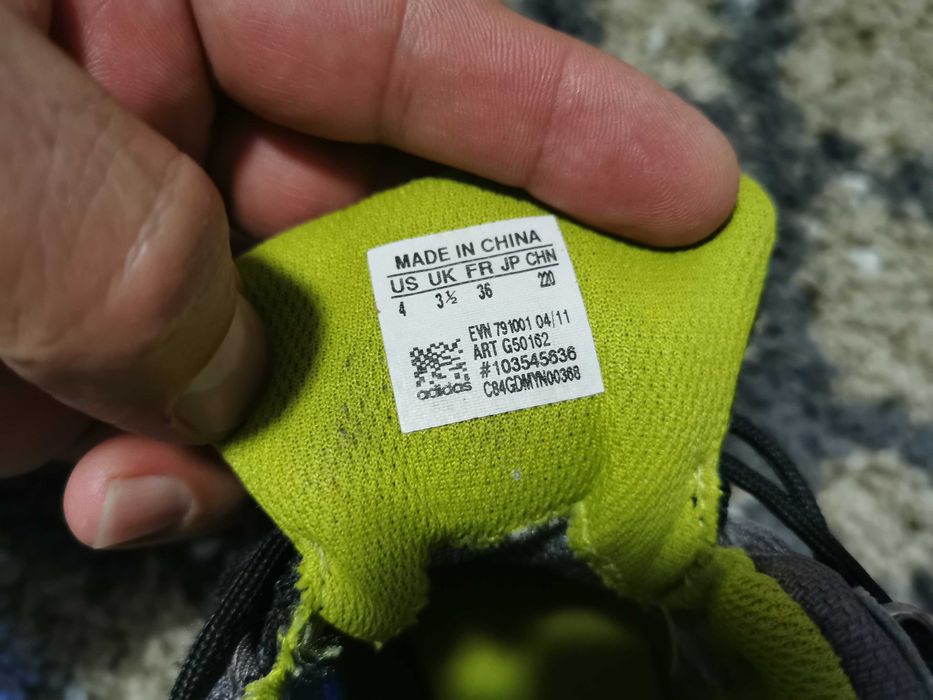 MADE IN CHINA
US UK FR JP CHN
4 3½ 36 220
EVN 791001 04/11
ART G50162
#103545636
C84GDMYN00368
adidas